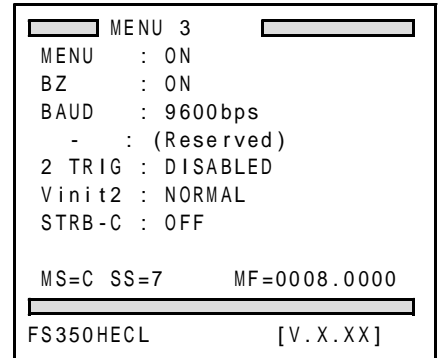 MENU 3
MENU : ON
BZ : ON
BAUD : 9600bps
- : (Reserved)
2 TRIG : DISABLED
Vinit2 : NORMAL
STRB-C : OFF
MS=C SS=7 MF=0008.0000
FS350HECL [V.X.XX]